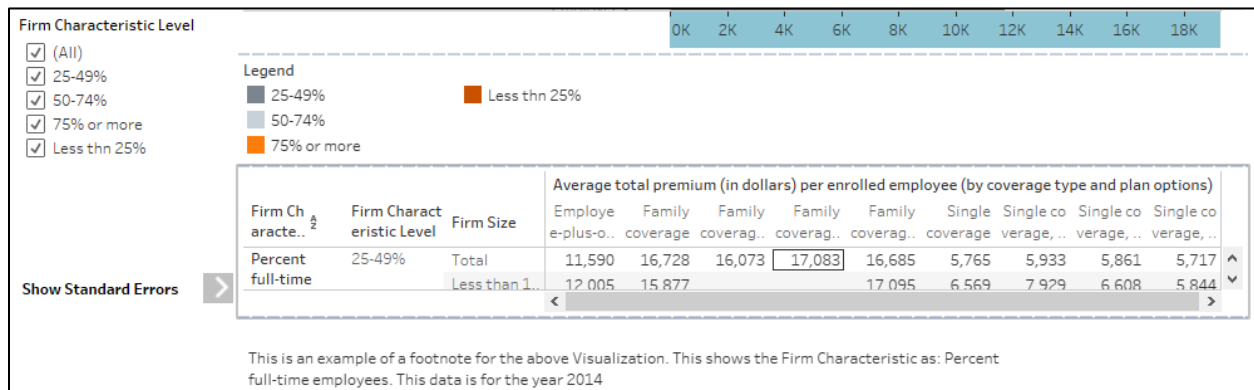 Firm Characteristic Level
(All)
25-49%
50-74%
75% or more
Less thn 25%
Show Standard Errors
0K 2K 4K 6K 8K 10K 12K 14K 16K 18K
Legend
25-49% Less thn 25%
50-74%
75% or more
Average total premium (in dollars) per enrolled employee (by coverage type and plan options)
Firm Ch Firm Charact Firm Size Employe Family Family Family Family Single Single co Single co Single co
aracte.. eristic Level e-plus-o.. coverage coverag.. coverag.. coverag.. coverage verage, .. verage, .. verage, ..
Percent 25-49% Total 11,590 16,728 16,073 17,083 16,685 5,765 5,933 5,861 5,717
full-time Less than 1.. 12,005 15,877 17,095 6,569 7,929 6,608 5,844
This is an example of a footnote for the above Visualization. This shows the Firm Characteristic as: Percent
full-time employees. This data is for the year 2014